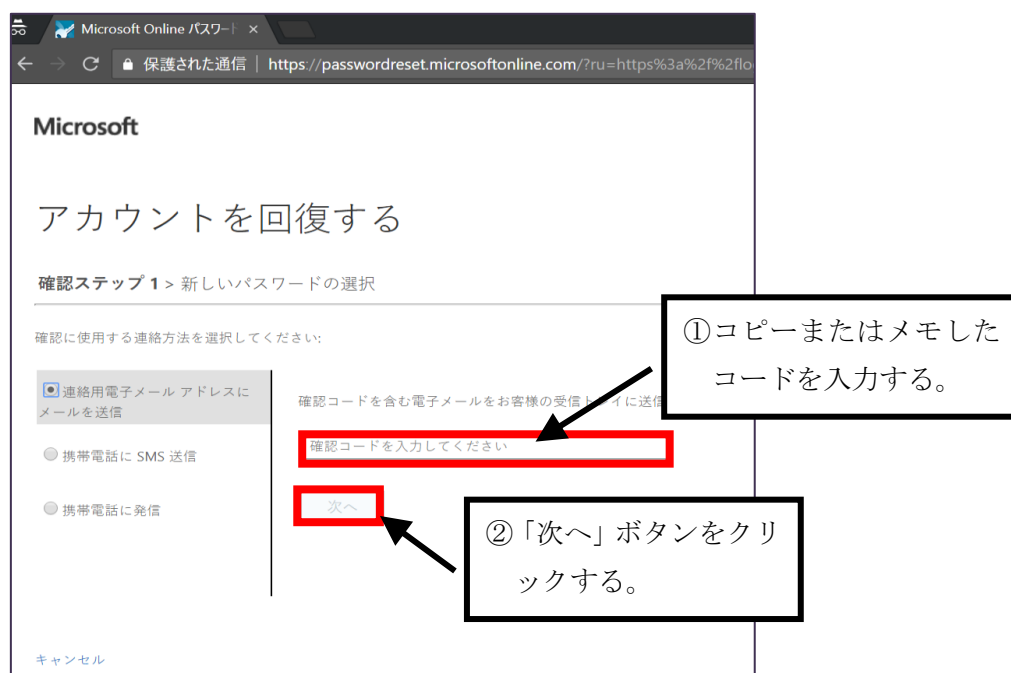 Microsoft Online パスワード ×
保護された通信 | https://passwordreset.microsoftonline.com/?ru=https%3a%2f%2flo
Microsoft
アカウントを回復する
確認ステップ 1 > 新しいパスワードの選択
確認に使用する連絡方法を選択してください:
連絡用電子メール アドレスに
メールを送信
携帯電話に SMS 送信
携帯電話に発信
確認コードを含む電子メールをお客様の受信トレイに送信
確認コードを入力してください
次へ
①コピーまたはメモした
コードを入力する。
②「次へ」ボタンをクリ
ックする。
キャンセル